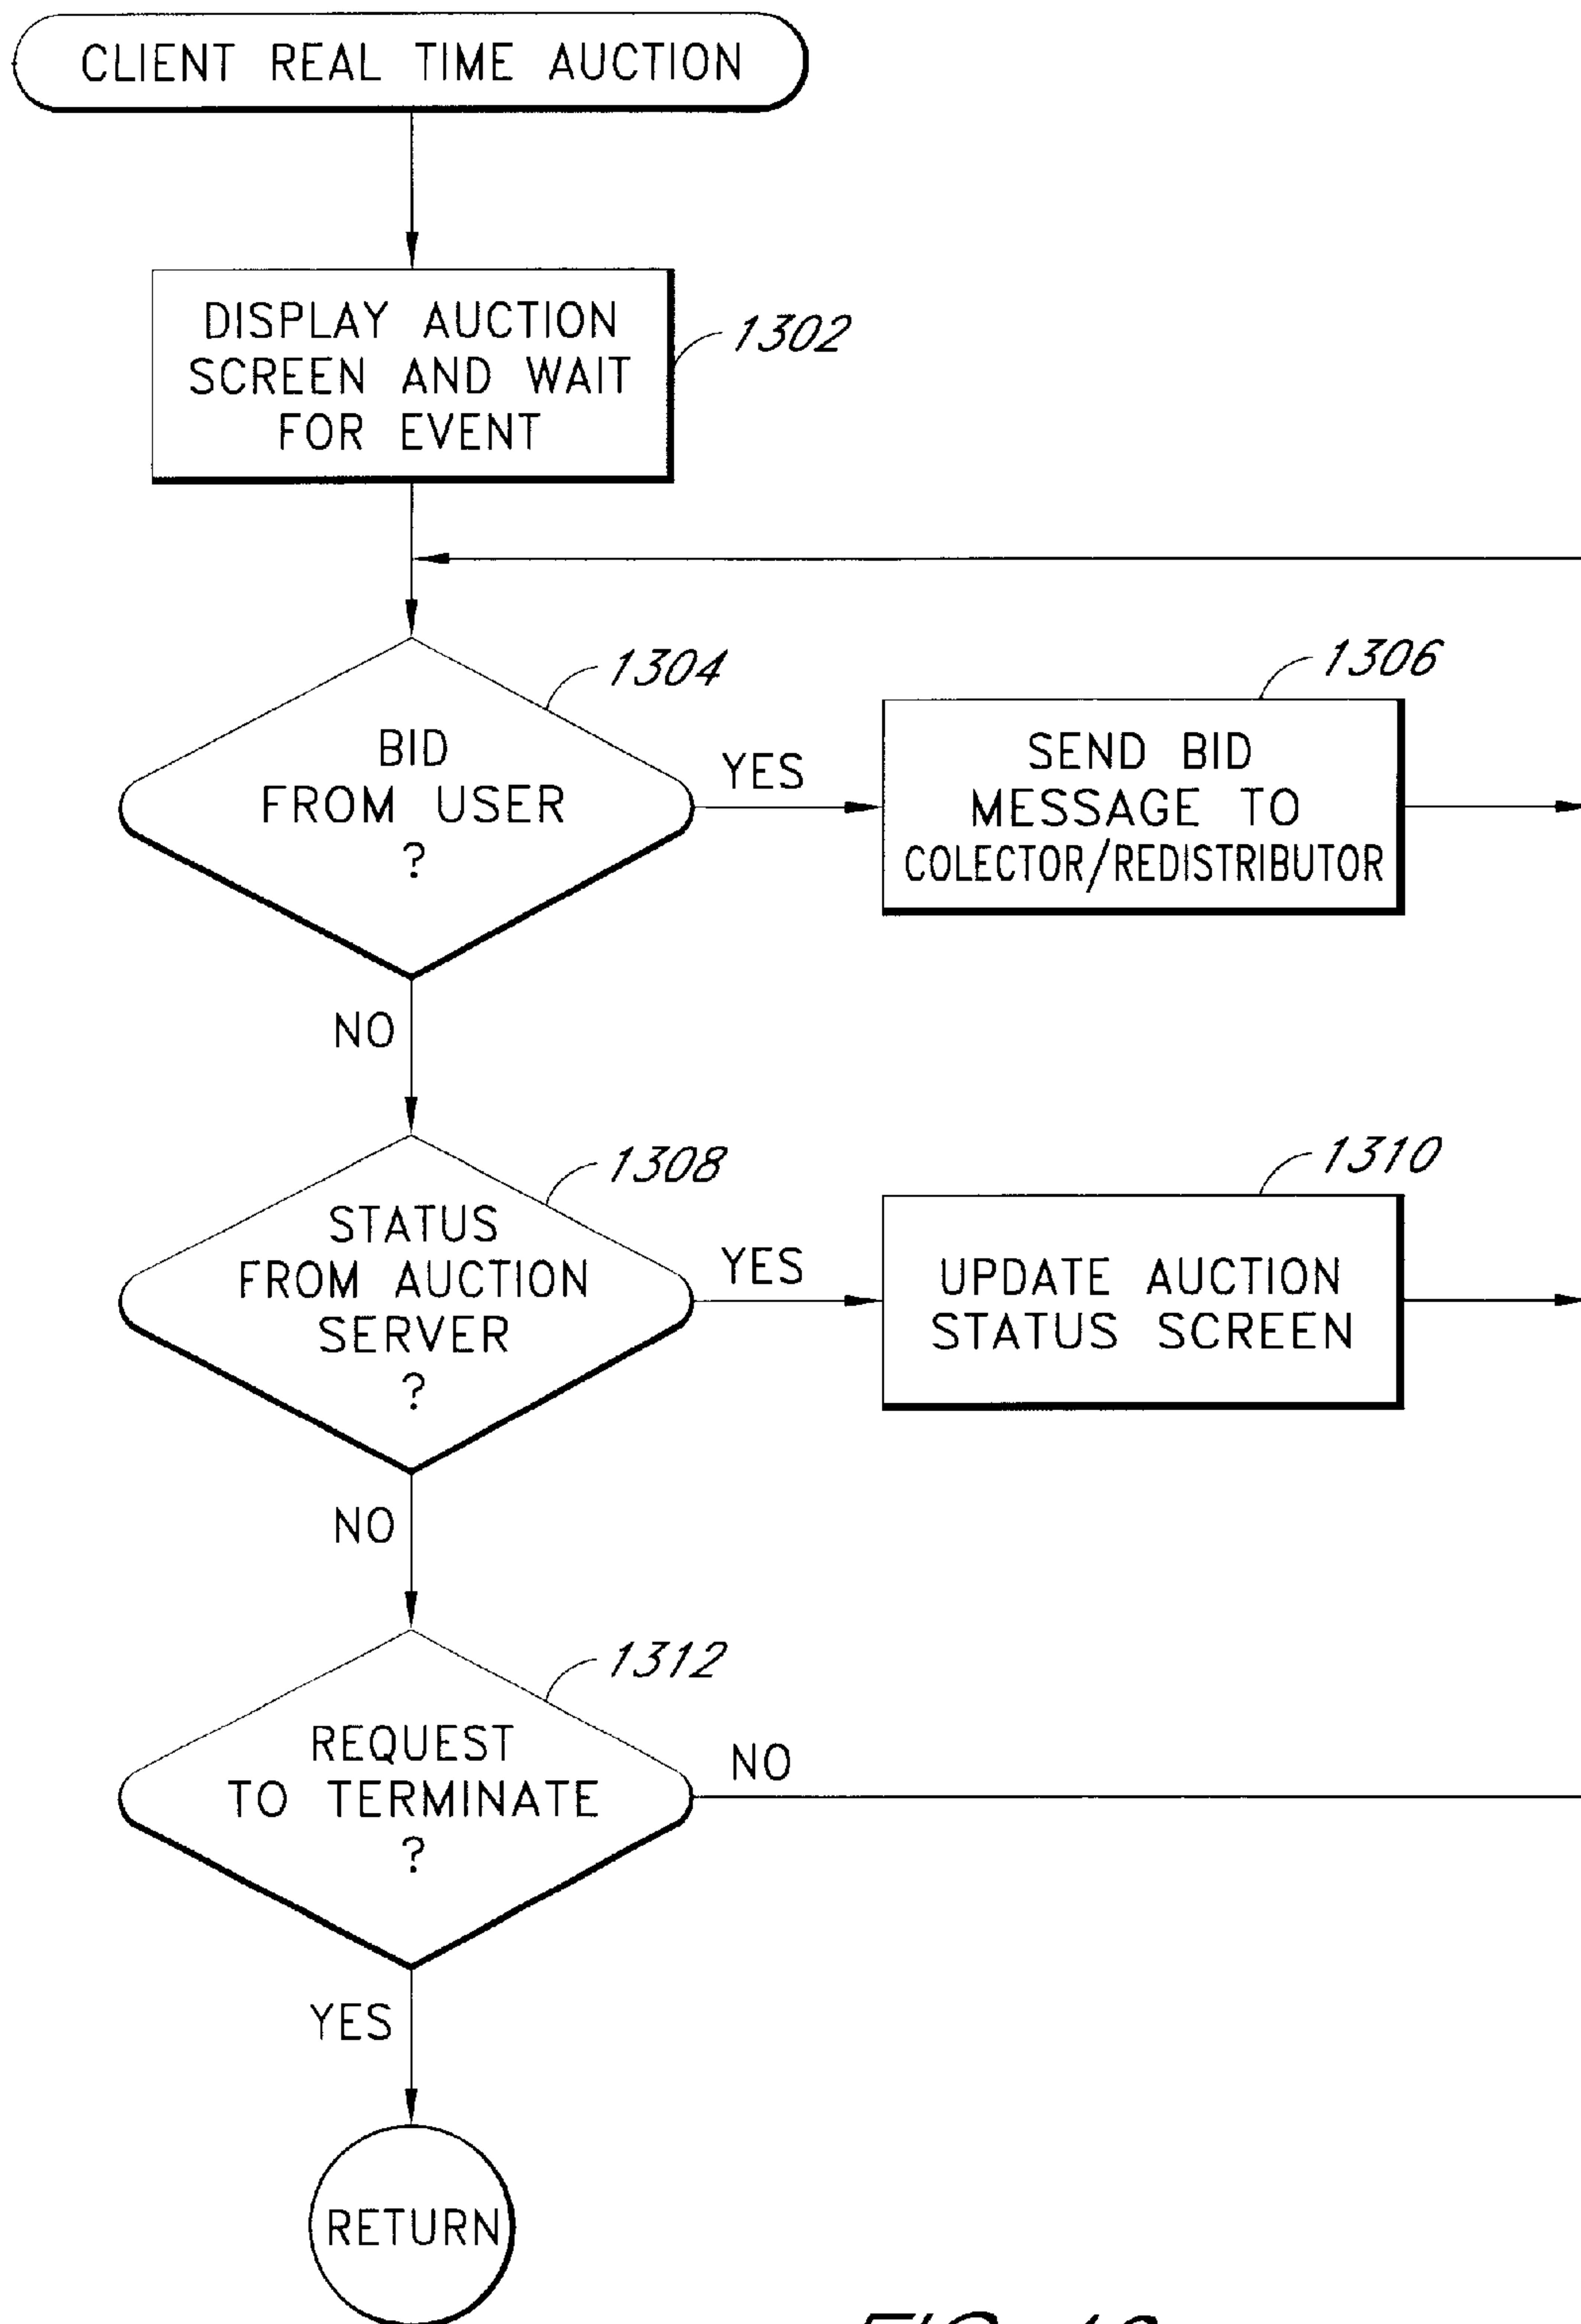 CLIENT REAL TIME AUCTION
DISPLAY AUCTION
SCREEN AND WAIT
FOR EVENT
1302
1304
BID
FROM USER
?
YES
1306
SEND BID
MESSAGE TO
COLECTOR/REDISTRIBUTOR
NO
1308
STATUS
FROM AUCTION
SERVER
?
YES
1310
UPDATE AUCTION
STATUS SCREEN
NO
1312
REQUEST
TO TERMINATE
?
NO
YES
RETURN